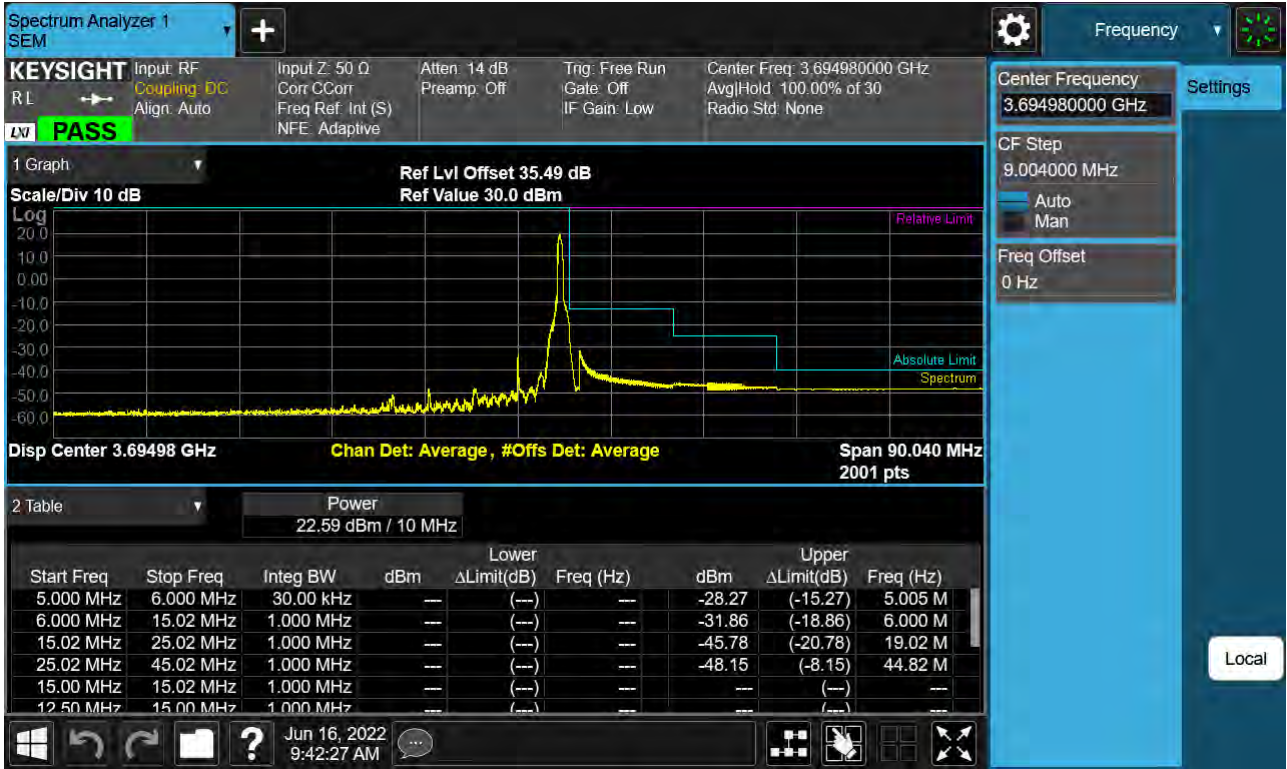 Spectrum Analyzer 1
SEM
Frequency
KEYSIGHT
R L
LXI
PASS
Input: RF
Coupling: DC
Align: Auto
Input Z: 50 Ω
Corr CCorr
Freq Ref: Int (S)
NFE: Adaptive
Atten: 14 dB
Preamp: Off
Trig: Free Run
Gate: Off
IF Gain: Low
Center Freq: 3.694980000 GHz
Avg|Hold: 100.00% of 30
Radio Std: None
Center Frequency
3.694980000 GHz
Settings
CF Step
9.004000 MHz
Auto
Man
Freq Offset
0 Hz
Local
1 Graph
Scale/Div 10 dB
Ref Lvl Offset 35.49 dB
Ref Value 30.0 dBm
Log
20.0
10.0
0.00
-10.0
-20.0
-30.0
-40.0
-50.0
-60.0
Relative Limit
Absolute Limit
Spectrum
Disp Center 3.69498 GHz
Chan Det: Average, #Offs Det: Average
Span 90.040 MHz
2001 pts
2 Table
Power
22.59 dBm / 10 MHz
Lower Upper
Start Freq Stop Freq Integ BW dBm ΔLimit(dB) Freq (Hz) dBm ΔLimit(dB) Freq (Hz)
5.000 MHz 6.000 MHz 30.00 kHz --- (---) --- -28.27 (-15.27) 5.005 M
6.000 MHz 15.02 MHz 1.000 MHz --- (---) --- -31.86 (-18.86) 6.000 M
15.02 MHz 25.02 MHz 1.000 MHz --- (---) --- -45.78 (-20.78) 19.02 M
25.02 MHz 45.02 MHz 1.000 MHz --- (---) --- -48.15 (-8.15) 44.82 M
15.00 MHz 15.02 MHz 1.000 MHz --- (---) --- --- (---) ---
12.50 MHz 15.00 MHz 1.000 MHz --- (---) --- --- (---) ---
?
Jun 16, 2022
9:42:27 AM